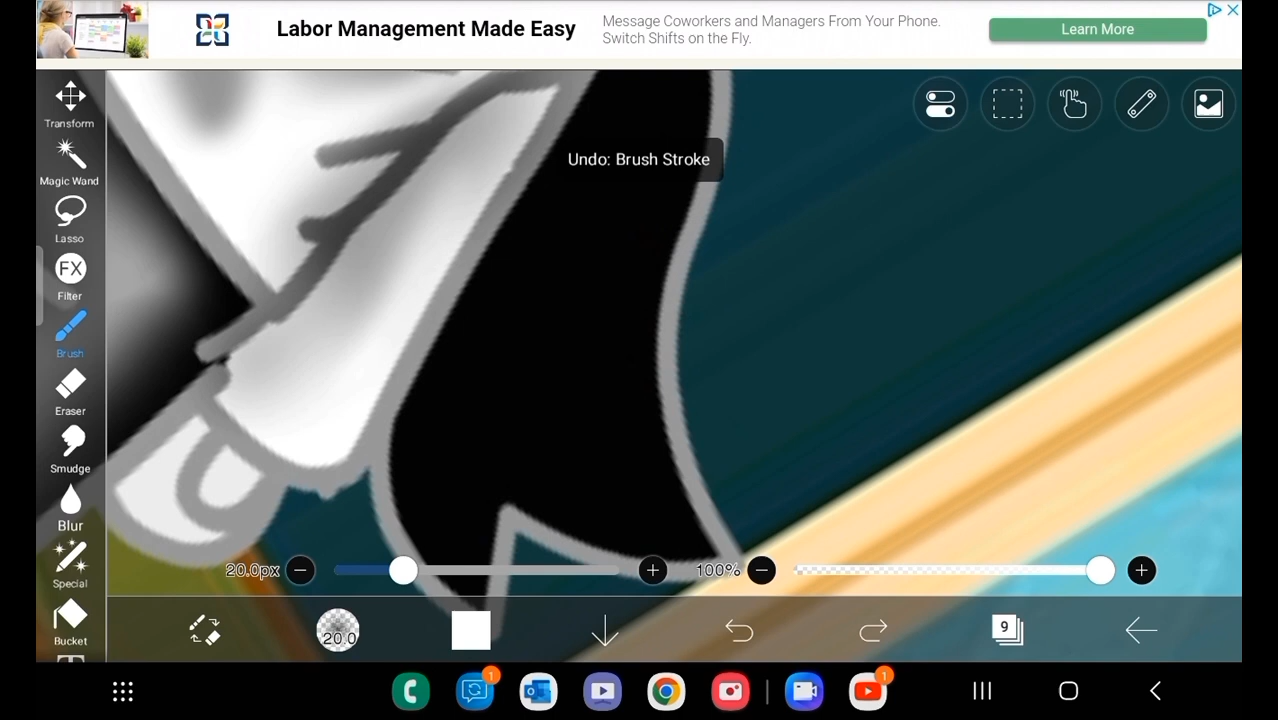 Labor Management Made Easy
Message Coworkers and Managers From Your Phone.
Switch Shifts on the Fly.
Learn More
Transform
Undo: Brush Stroke
Magic Wand
Lasso
FX
Filter
Brush
Eraser
Smudge
Blur
Special
Bucket
20.0px
100%
20.0
9
1
1